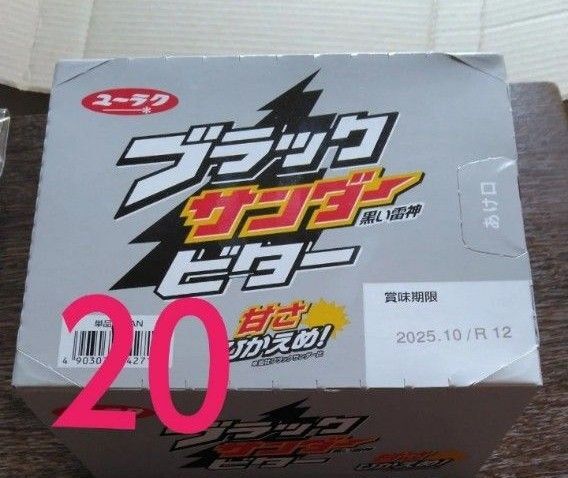 ユーラク
ブラック
サンダー
黒い雷神
ビター
あけ口
賞味期限
2025.10/R 12
甘さ
ひかえめ!
20
ブラック
サンダー
ビター
甘さ